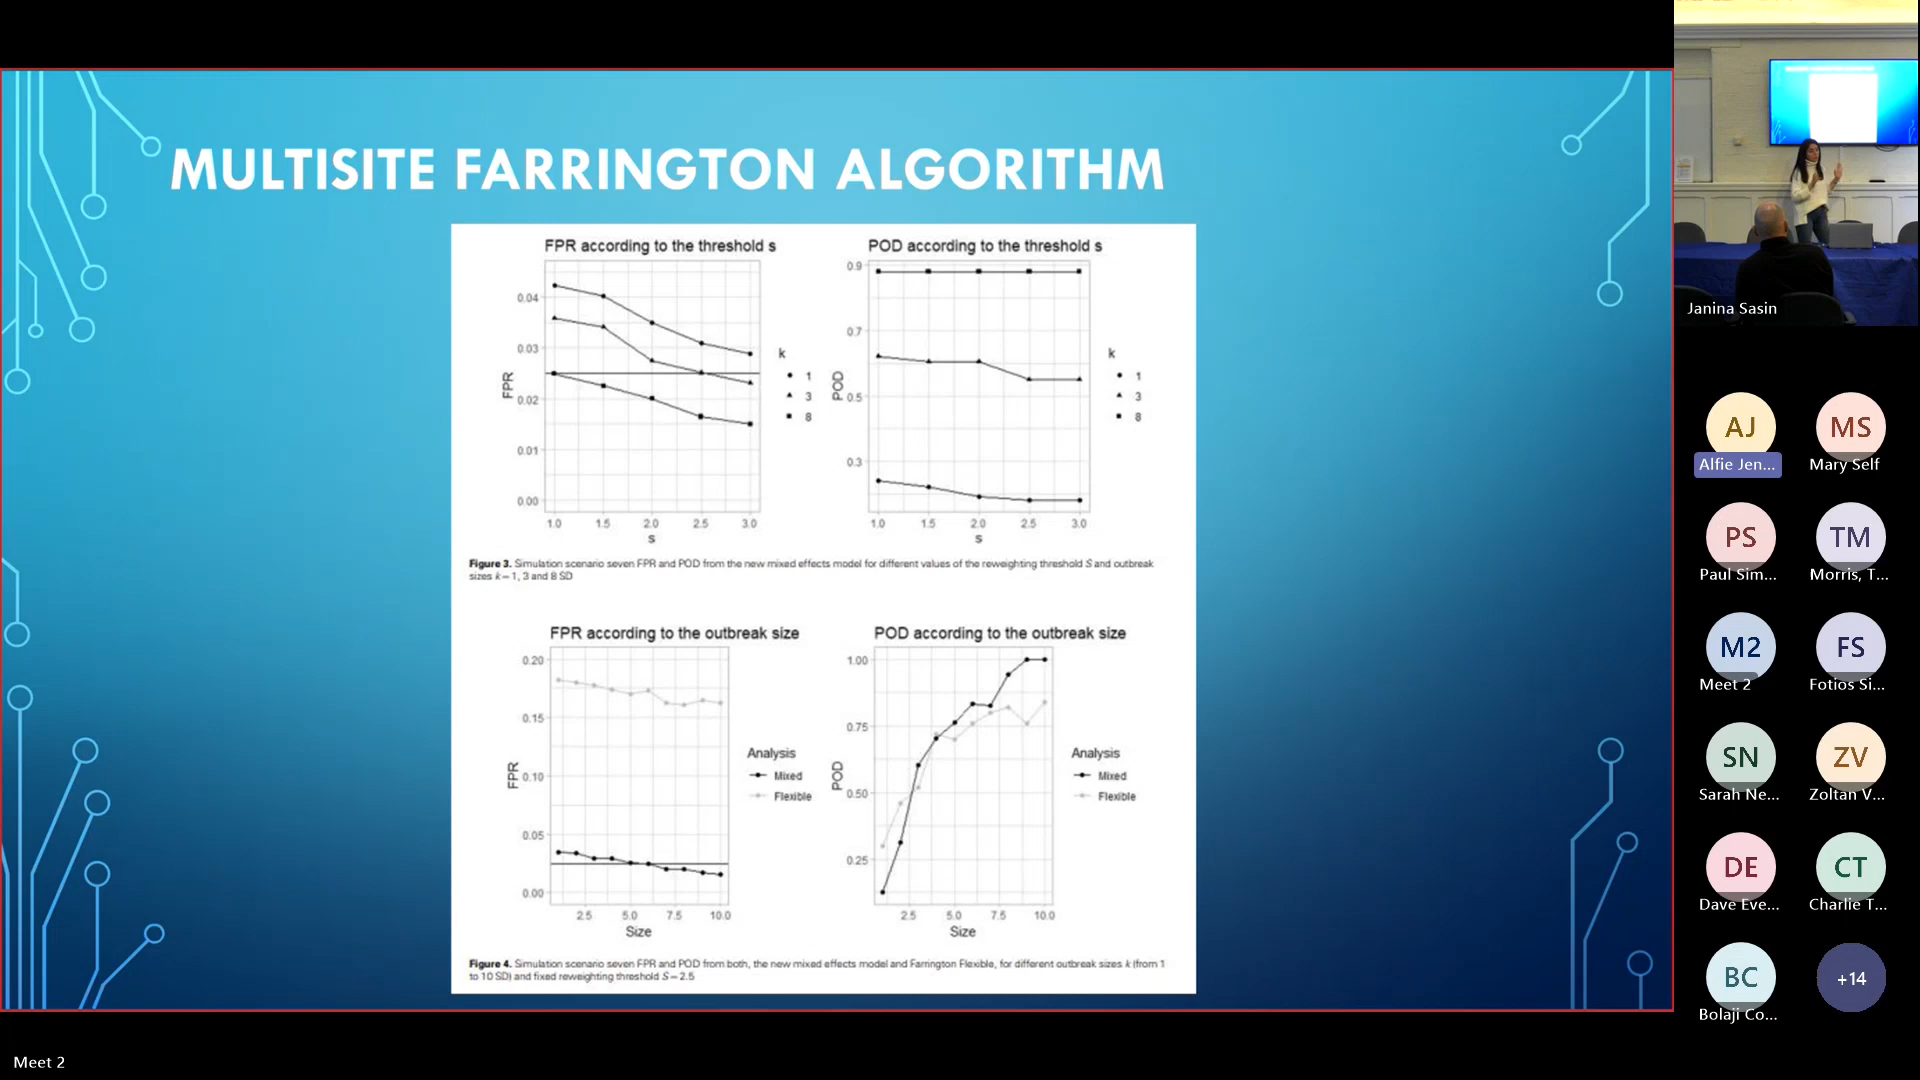 MULTISITE FARRINGTON ALGORITHM
FPR according to the threshold s
0.04
0.03
0.02
0.01
0.00
FPR
1.0 1.5 2.0 2.5 3.0
s
k
1
3
8
POD according to the threshold s
0.9
0.7
0.5
0.3
POD
1.0 1.5 2.0 2.5 3.0
s
k
1
3
8
Figure 3. Simulation scenario seven FPR and POD from the new mixed effects model for different values of the reweighting threshold S and outbreak
sizes k = 1, 3 and 8 SD
FPR according to the outbreak size
0.20
0.15
0.10
0.05
0.00
FPR
2.5 5.0 7.5 10.0
Size
Analysis
Mixed
Flexible
POD according to the outbreak size
1.00
0.75
0.50
0.25
POD
2.5 5.0 7.5 10.0
Size
Analysis
Mixed
Flexible
Figure 4. Simulation scenario seven FPR and POD from both, the new mixed effects model and Farrington Flexible, for different outbreak sizes k (from 1
to 10 SD) and fixed reweighting threshold S = 2.5
Meet 2
Janina Sasin
AJ
Alfie Jen...
MS
Mary Self
PS
Paul Sim...
TM
Morris, T...
M2
Meet 2
FS
Fotios Si...
SN
Sarah Ne...
ZV
Zoltan V...
DE
Dave Eve...
CT
Charlie T...
BC
Bolaji Co...
+14